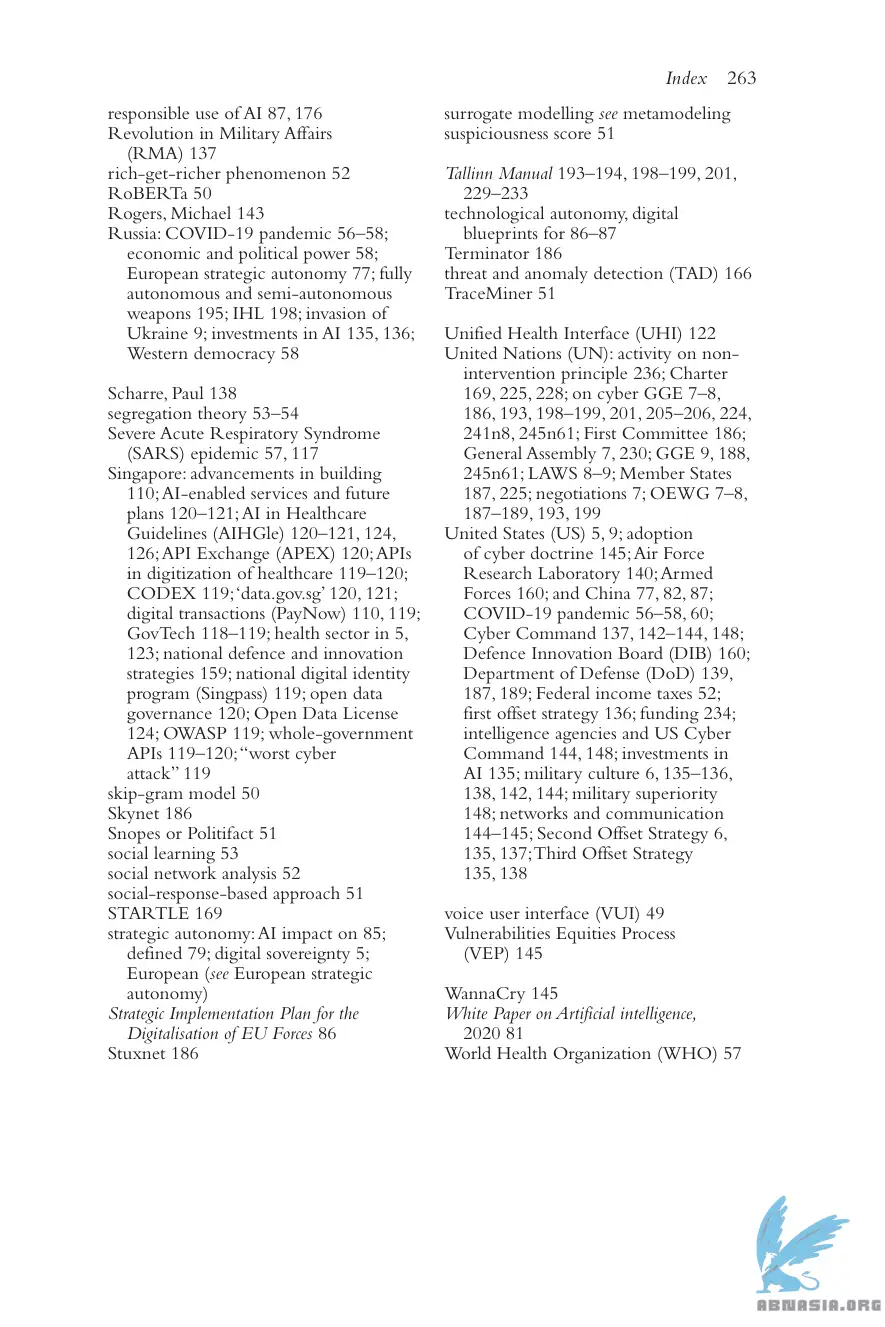 Index 263
responsible use of AI 87, 176
Revolution in Military Affairs
(RMA) 137
rich-get-richer phenomenon 52
RoBERTa 50
Rogers, Michael 143
Russia: COVID-19 pandemic 56–58;
economic and political power 58;
European strategic autonomy 77; fully
autonomous and semi-autonomous
weapons 195; IHL 198; invasion of
Ukraine 9; investments in AI 135, 136;
Western democracy 58
Scharre, Paul 138
segregation theory 53–54
Severe Acute Respiratory Syndrome
(SARS) epidemic 57, 117
Singapore: advancements in building
110; AI-enabled services and future
plans 120–121; AI in Healthcare
Guidelines (AIHGle) 120–121, 124,
126; API Exchange (APEX) 120; APIs
in digitization of healthcare 119–120;
CODEX 119; ‘data.gov.sg’ 120, 121;
digital transactions (PayNow) 110, 119;
GovTech 118–119; health sector in 5,
123; national defence and innovation
strategies 159; national digital identity
program (Singpass) 119; open data
governance 120; Open Data License
124; OWASP 119; whole-government
APIs 119–120; “worst cyber
attack” 119
skip-gram model 50
Skynet 186
Snopes or Politifact 51
social learning 53
social network analysis 52
social-response-based approach 51
STARTLE 169
strategic autonomy: AI impact on 85;
defined 79; digital sovereignty 5;
European (see European strategic
autonomy)
Strategic Implementation Plan for the
Digitalisation of EU Forces 86
Stuxnet 186
surrogate modelling see metamodeling
suspiciousness score 51
Tallinn Manual 193–194, 198–199, 201,
229–233
technological autonomy, digital
blueprints for 86–87
Terminator 186
threat and anomaly detection (TAD) 166
TraceMiner 51
Unified Health Interface (UHI) 122
United Nations (UN): activity on non-
intervention principle 236; Charter
169, 225, 228; on cyber GGE 7–8,
186, 193, 198–199, 201, 205–206, 224,
241n8, 245n61; First Committee 186;
General Assembly 7, 230; GGE 9, 188,
245n61; LAWS 8–9; Member States
187, 225; negotiations 7; OEWG 7–8,
187–189, 193, 199
United States (US) 5, 9; adoption
of cyber doctrine 145; Air Force
Research Laboratory 140; Armed
Forces 160; and China 77, 82, 87;
COVID-19 pandemic 56–58, 60;
Cyber Command 137, 142–144, 148;
Defence Innovation Board (DIB) 160;
Department of Defense (DoD) 139,
187, 189; Federal income taxes 52;
first offset strategy 136; funding 234;
intelligence agencies and US Cyber
Command 144, 148; investments in
AI 135; military culture 6, 135–136,
138, 142, 144; military superiority
148; networks and communication
144–145; Second Offset Strategy 6,
135, 137; Third Offset Strategy
135, 138
voice user interface (VUI) 49
Vulnerabilities Equities Process
(VEP) 145
WannaCry 145
White Paper on Artificial intelligence,
2020 81
World Health Organization (WHO) 57
ABNASIA.ORG